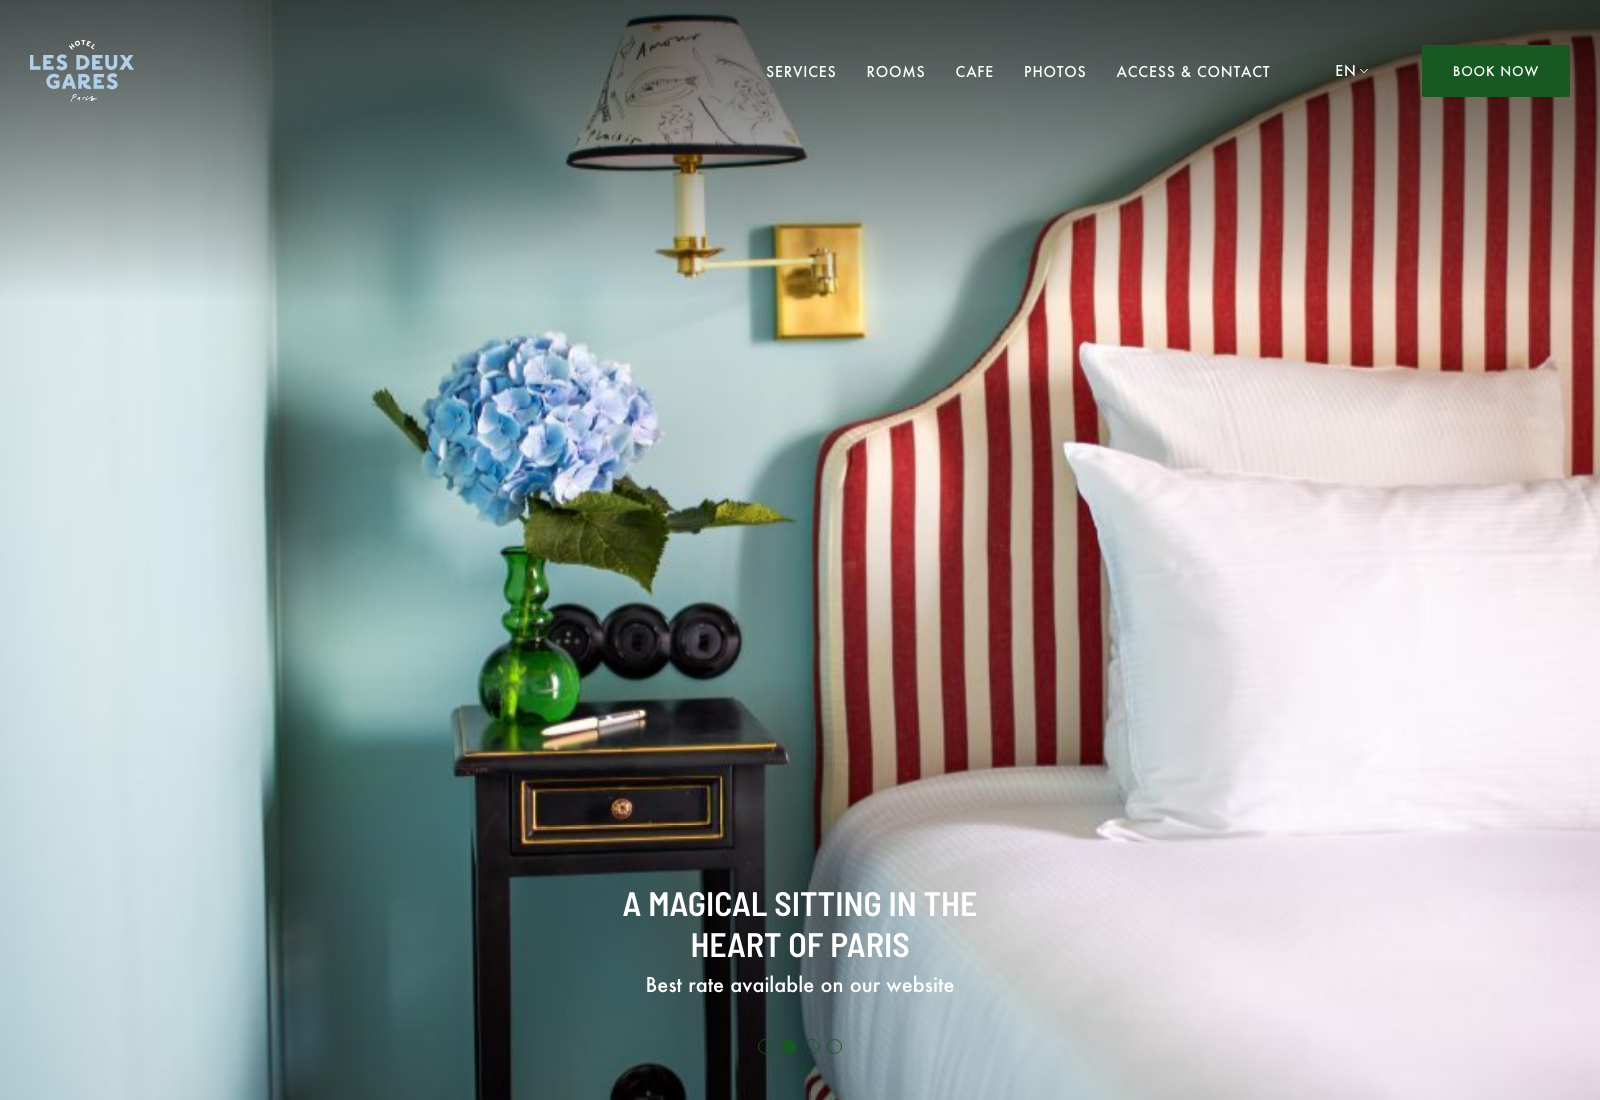 HOTEL
LES DEUX
GARES
Paris
SERVICES
ROOMS
CAFE
PHOTOS
ACCESS & CONTACT
EN
BOOK NOW
Amour
Plaisir
A MAGICAL SITTING IN THE
HEART OF PARIS
Best rate available on our website